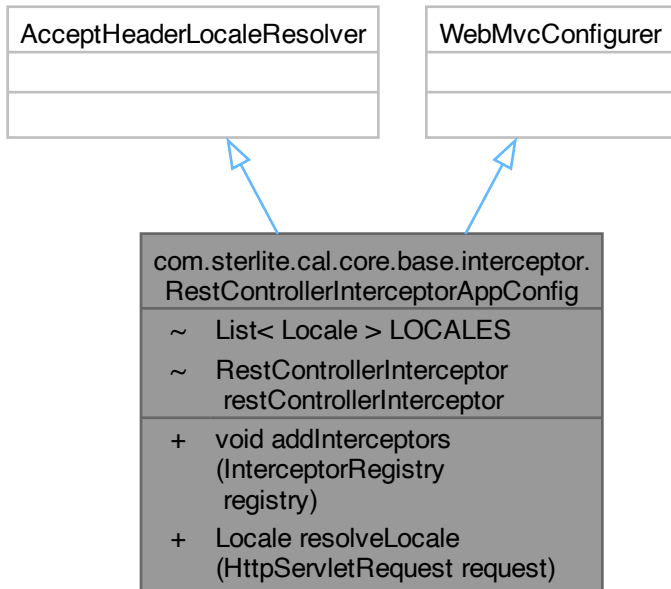 AcceptHeaderLocaleResolver
WebMvcConfigurer
com.sterlite.cal.core.base.interceptor.
RestControllerInterceptorAppConfig
~ List< Locale > LOCALES
~ RestControllerInterceptor
restControllerInterceptor
+ void addInterceptors
(InterceptorRegistry
registry)
+ Locale resolveLocale
(HttpServletRequest request)